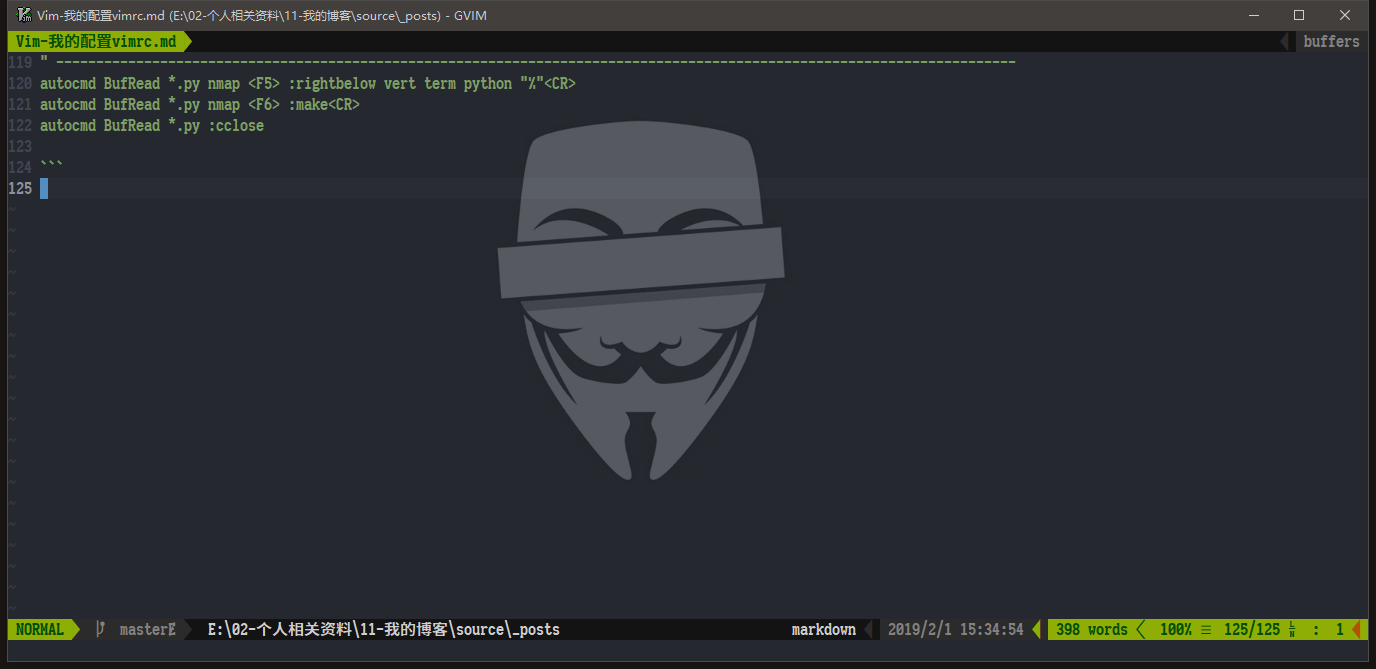 Vim-我的配置vimrc.md (E:\02-个人相关资料\11-我的博客\source\_posts) - GVIM
Vim-我的配置vimrc.md buffers
119 " ------------------------------------------------------------------------------------------------------------------------
120 autocmd BufRead *.py nmap <F5> :rightbelow vert term python "%"<CR>
121 autocmd BufRead *.py nmap <F6> :make<CR>
122 autocmd BufRead *.py :cclose
123
124 ```
125
NORMAL master E:\02-个人相关资料\11-我的博客\source\_posts markdown 2019/2/1 15:34:54 398 words 100% ☰ 125/125 ㏑ : 1